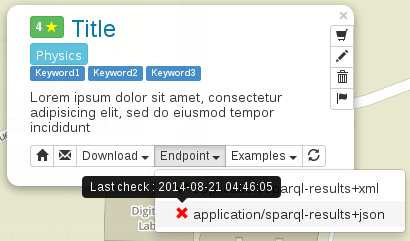 ×
4 ★ Title
Physics
Keyword1 Keyword2 Keyword3
Lorem ipsum dolor sit amet, consectetur
adipisicing elit, sed do eiusmod tempor
incididunt
Download Endpoint Examples
Last check : 2014-08-21 04:46:05
rql-results+xml
application/sparql-results+json
Digit
Lab